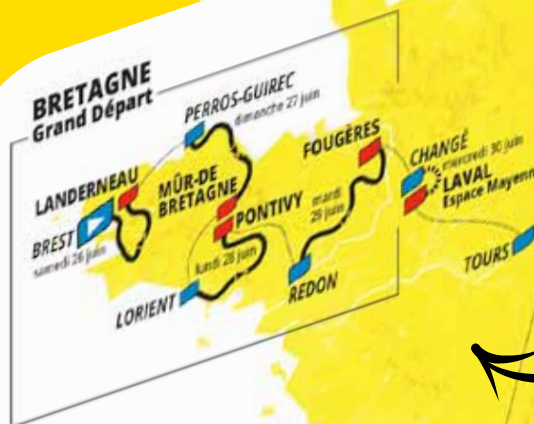 BRETAGNE
Grand Départ
PERROS-GUIREC
dimanche 27 juin
FOUGÈRES
CHANGÉ
mercredi 30 juin
LAVAL
Espace Mayenne
LANDERNEAU
MÛR-DE
BRETAGNE
mardi
29 juin
BREST
samedi 26 juin
PONTIVY
lundi 28 juin
LORIENT
REDON
TOURS